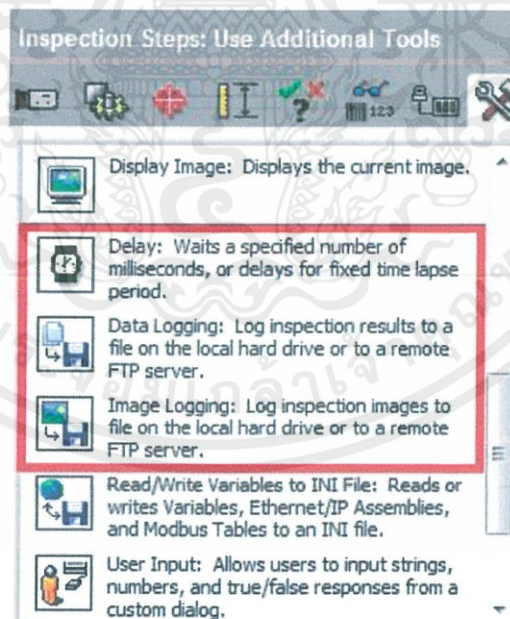 Inspection Steps: Use Additional Tools
123
Display Image: Displays the current image.
Delay: Waits a specified number of
milliseconds, or delays for fixed time lapse
period.
Data Logging: Log inspection results to a
file on the local hard drive or to a remote
FTP server.
Image Logging: Log inspection images to
file on the local hard drive or to a remote
FTP server.
Read/Write Variables to INI File: Reads or
writes Variables, Ethernet/IP Assemblies,
and Modbus Tables to an INI file.
User Input: Allows users to input strings,
numbers, and true/false responses from a
custom dialog.